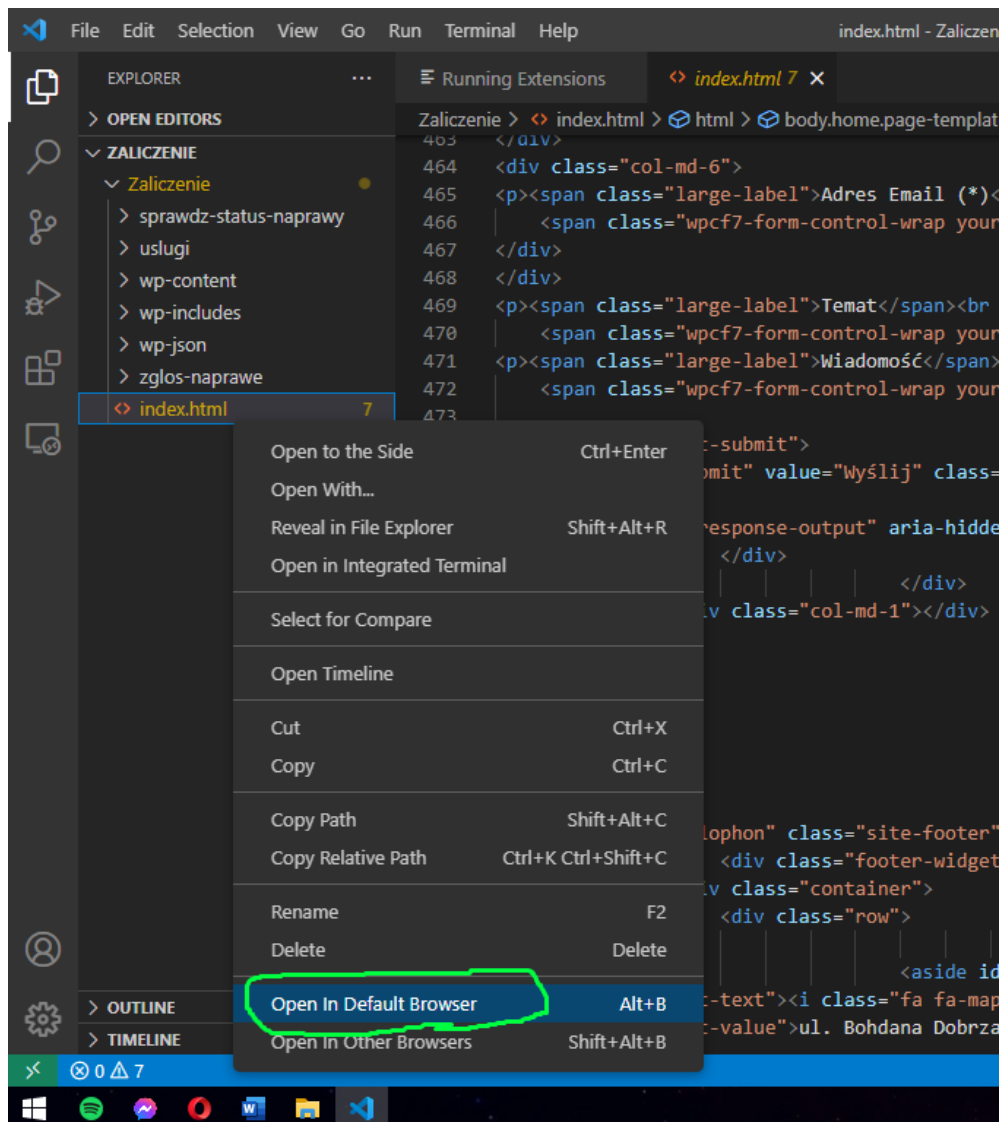 File Edit Selection View Go Run Terminal Help index.html - Zaliczen
EXPLORER
OPEN EDITORS
ZALICZENIE
Zaliczenie
sprawdz-status-naprawy
uslugi
wp-content
wp-includes
wp-json
zglos-naprawe
index.html 7
OUTLINE
TIMELINE
Running Extensions index.html 7
Zaliczenie > index.html > html > body.home.page-templat
463 </div>
464 <div class="col-md-6">
465 <p><span class="large-label">Adres Email (*)<
466 <span class="wpcf7-form-control-wrap your
467 </div>
468 </div>
469 <p><span class="large-label">Temat</span><br
470 <span class="wpcf7-form-control-wrap your
471 <p><span class="large-label">Wiadomość</span>
472 <span class="wpcf7-form-control-wrap your
473
t-submit">
omit" value="Wyślij" class=
response-output" aria-hidde
</div>
</div>
v class="col-md-1"></div>
lophon" class="site-footer"
<div class="footer-widget
v class="container">
<div class="row">
<aside id
t-text"><i class="fa fa-map
t-value">ul. Bohdana Dobrza
Open to the Side Ctrl+Enter
Open With...
Reveal in File Explorer Shift+Alt+R
Open in Integrated Terminal
Select for Compare
Open Timeline
Cut Ctrl+X
Copy Ctrl+C
Copy Path Shift+Alt+C
Copy Relative Path Ctrl+K Ctrl+Shift+C
Rename F2
Delete Delete
Open In Default Browser Alt+B
Open In Other Browsers Shift+Alt+B
0 7
W